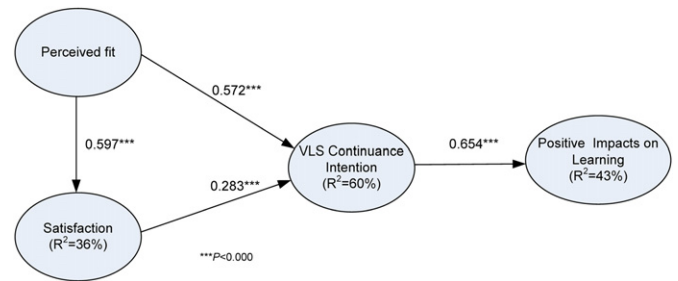 Perceived fit
0.572***
0.597***
VLS Continuance
Intention
(R²=60%)
0.654***
Positive Impacts on
Learning
(R²=43%)
0.283***
Satisfaction
(R²=36%)
***P<0.000